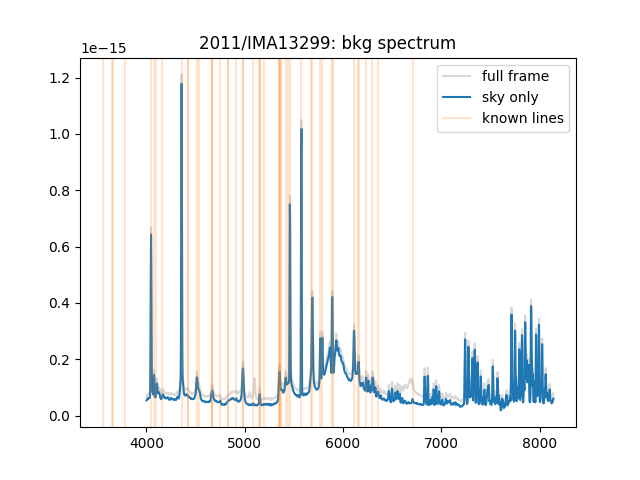 2011/IMA13299: bkg spectrum
1e−15
full frame
sky only
known lines
1.2
1.0
0.8
0.6
0.4
0.2
0.0
4000 5000 6000 7000 8000